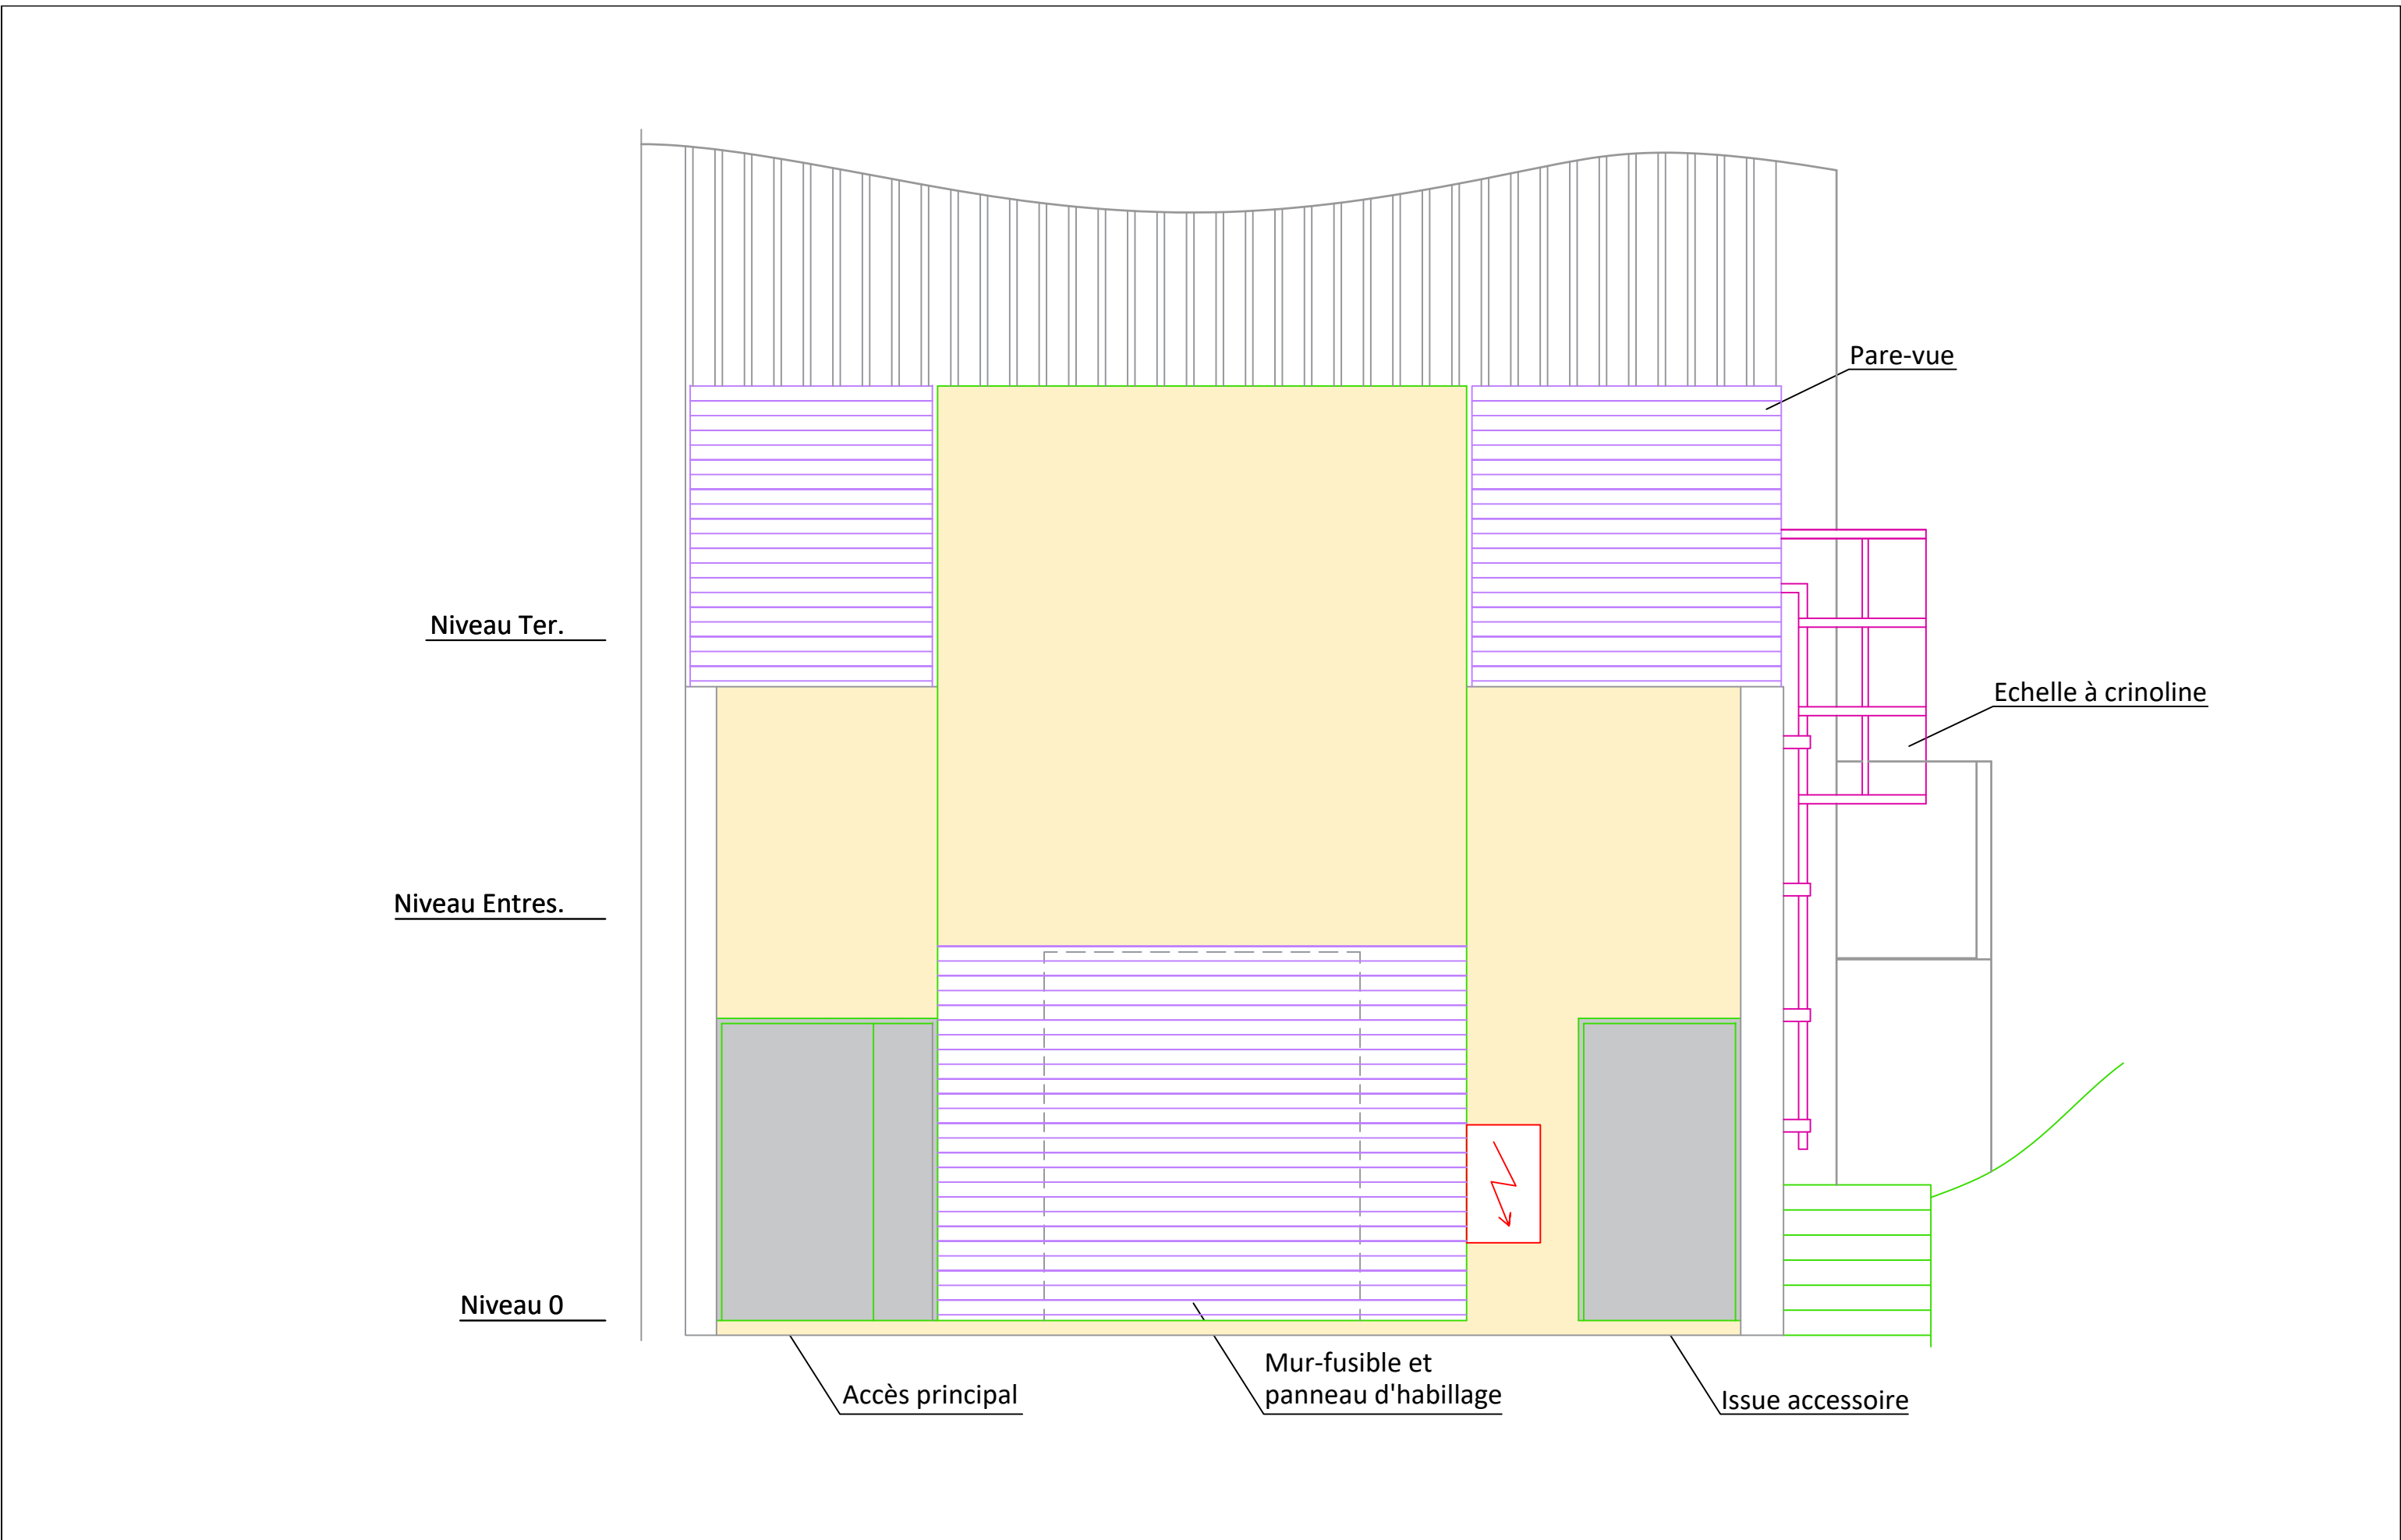 Pare-vue
Niveau Ter.
Echelle à crinoline
Niveau Entres.
Niveau 0
Mur-fusible et
panneau d'habillage
Accès principal
Issue accessoire